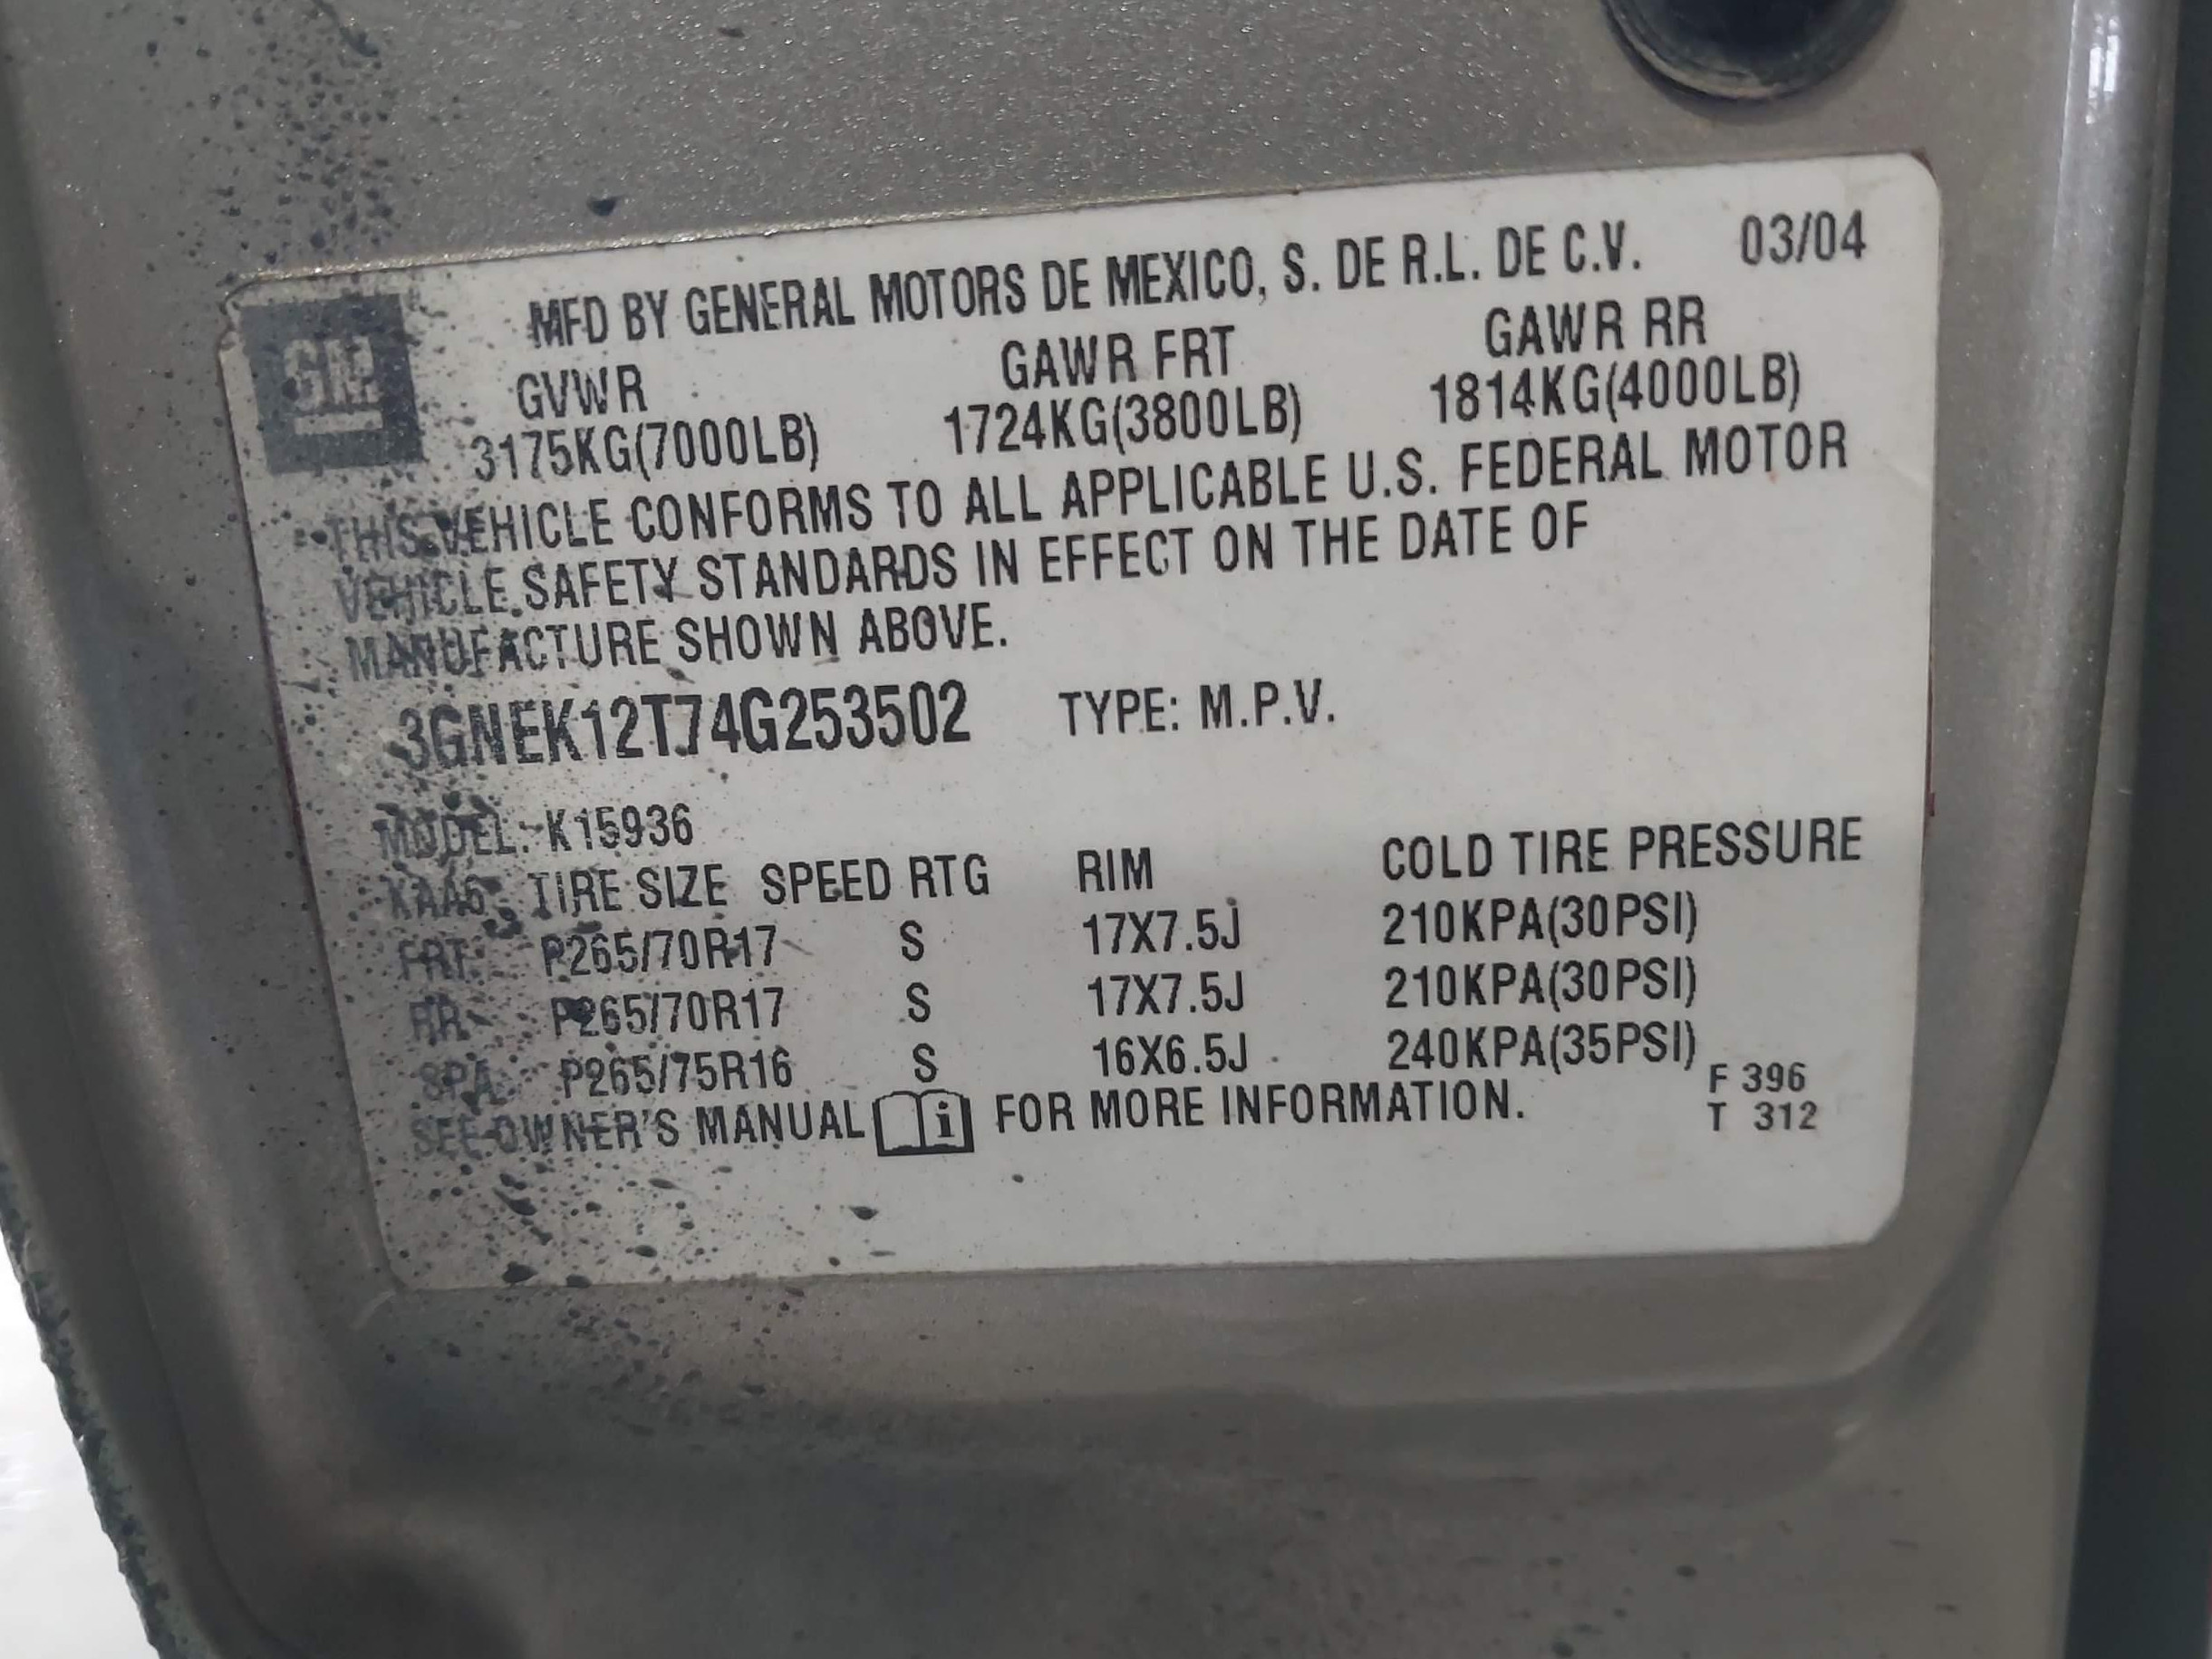 GM
MFD BY GENERAL MOTORS DE MEXICO, S. DE R.L. DE C.V. 03/04
GVWR GAWR FRT GAWR RR
3175KG(7000LB) 1724KG(3800LB) 1814KG(4000LB)
THIS VEHICLE CONFORMS TO ALL APPLICABLE U.S. FEDERAL MOTOR
VEHICLE SAFETY STANDARDS IN EFFECT ON THE DATE OF
MANUFACTURE SHOWN ABOVE.
3GNEK12T74G253502 TYPE: M.P.V.
MODEL: K15936
XAA6 TIRE SIZE SPEED RTG RIM COLD TIRE PRESSURE
FRT P265/70R17 S 17X7.5J 210KPA(30PSI)
RR P265/70R17 S 17X7.5J 210KPA(30PSI)
SPA P265/75R16 S 16X6.5J 240KPA(35PSI)
SEE OWNER'S MANUAL FOR MORE INFORMATION.
F 396
T 312